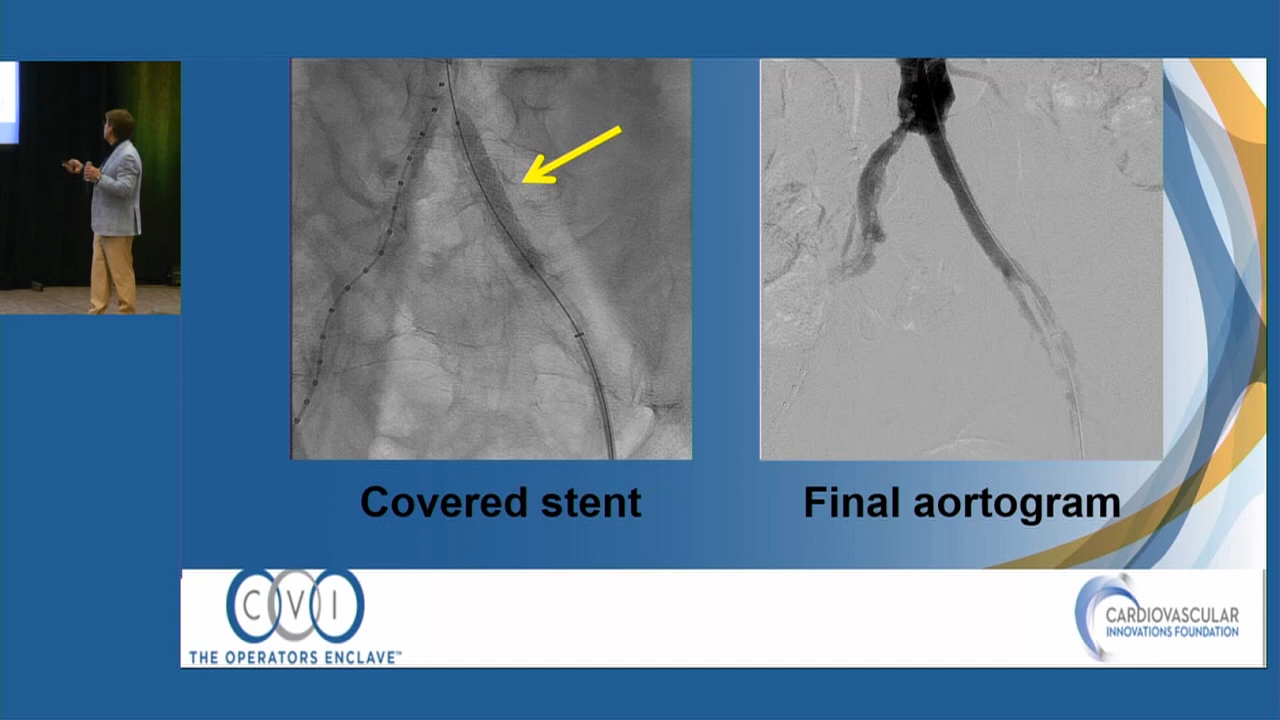 Covered stent
Final aortogram
CVI
THE OPERATORS ENCLAVE™
CARDIOVASCULAR
INNOVATIONS FOUNDATION